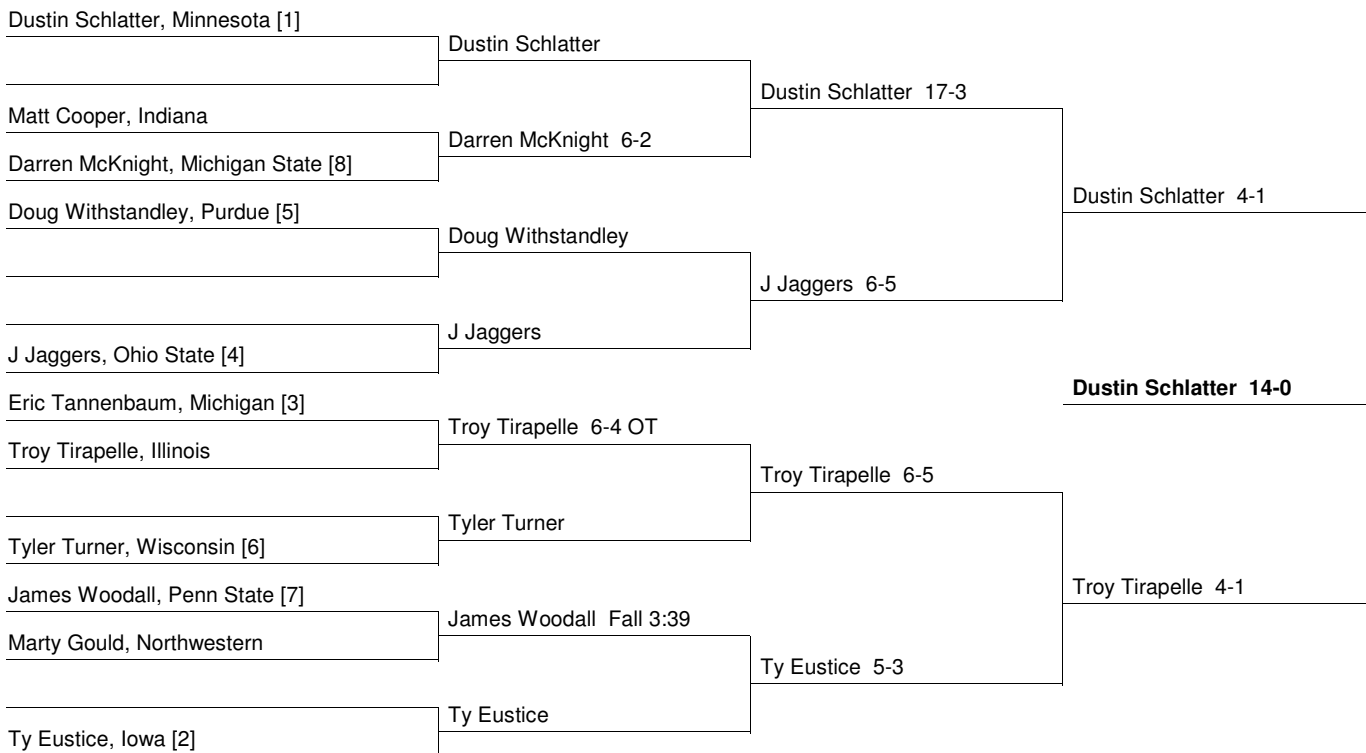 Dustin Schlatter, Minnesota [1]
Dustin Schlatter
Dustin Schlatter 17-3
Matt Cooper, Indiana
Darren McKnight 6-2
Darren McKnight, Michigan State [8]
Dustin Schlatter 4-1
Doug Withstandley, Purdue [5]
Doug Withstandley
J Jaggers 6-5
J Jaggers
J Jaggers, Ohio State [4]
Dustin Schlatter 14-0
Eric Tannenbaum, Michigan [3]
Troy Tirapelle 6-4 OT
Troy Tirapelle, Illinois
Troy Tirapelle 6-5
Tyler Turner
Tyler Turner, Wisconsin [6]
Troy Tirapelle 4-1
James Woodall, Penn State [7]
James Woodall Fall 3:39
Marty Gould, Northwestern
Ty Eustice 5-3
Ty Eustice
Ty Eustice, Iowa [2]